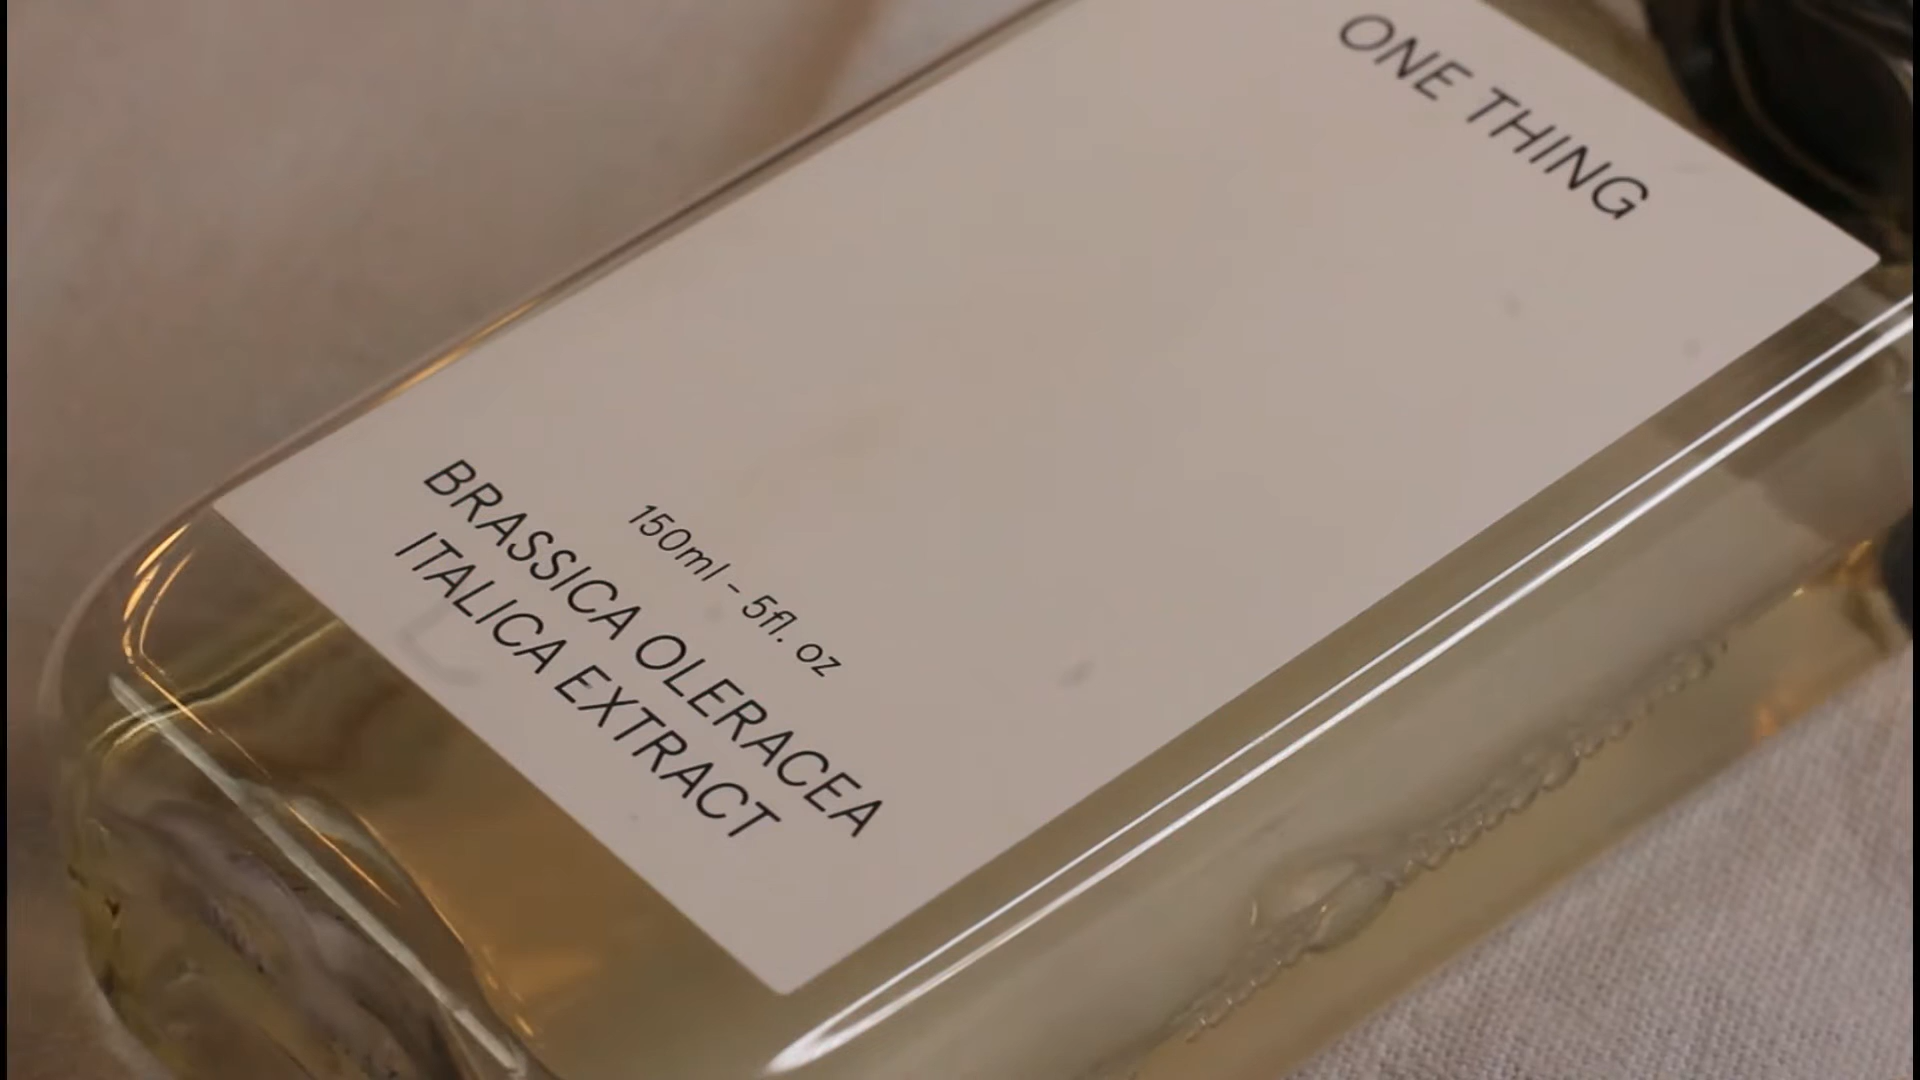 ONE THING
150ml - 5fl. oz
BRASSICA OLERACEA
ITALICA EXTRACT